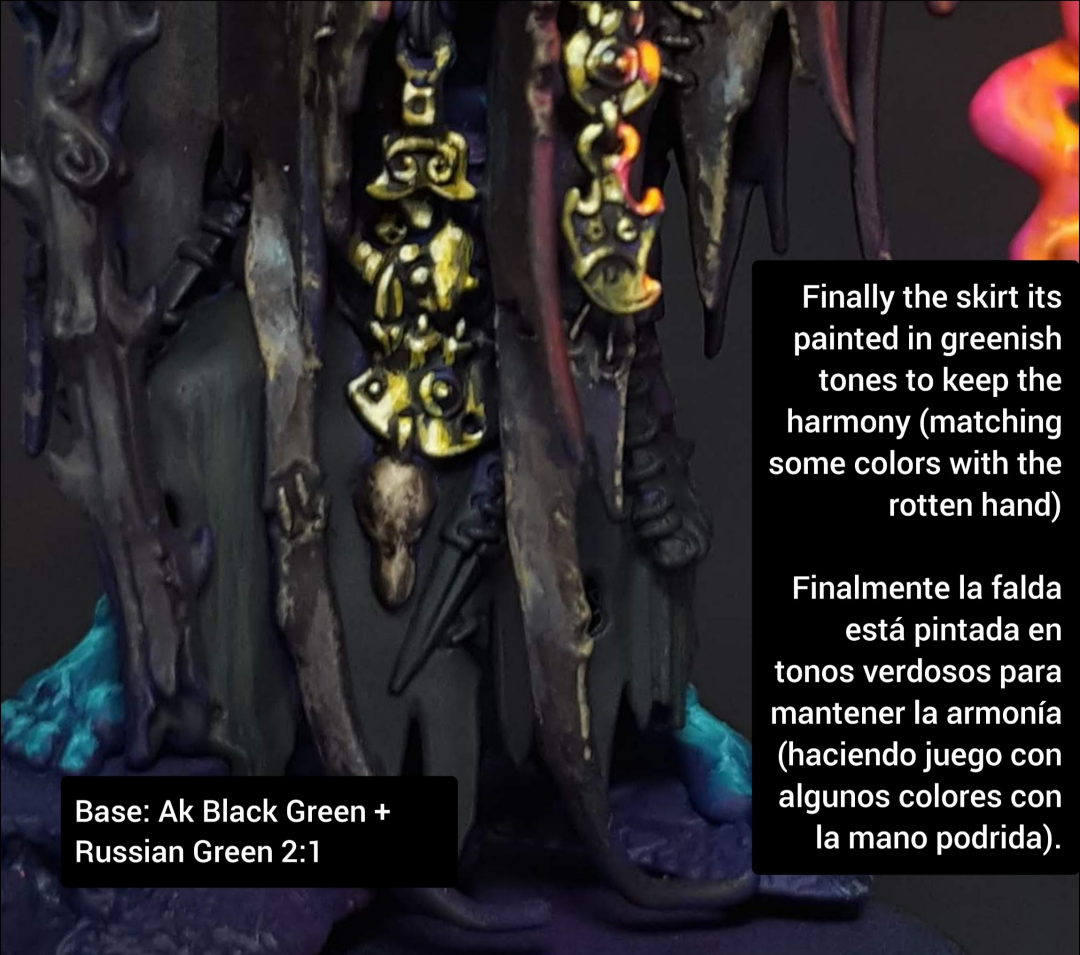 Finally the skirt its
painted in greenish
tones to keep the
harmony (matching
some colors with the
rotten hand)
Finalmente la falda
está pintada en
tonos verdosos para
mantener la armonía
(haciendo juego con
algunos colores con
la mano podrida).
Base: Ak Black Green +
Russian Green 2:1